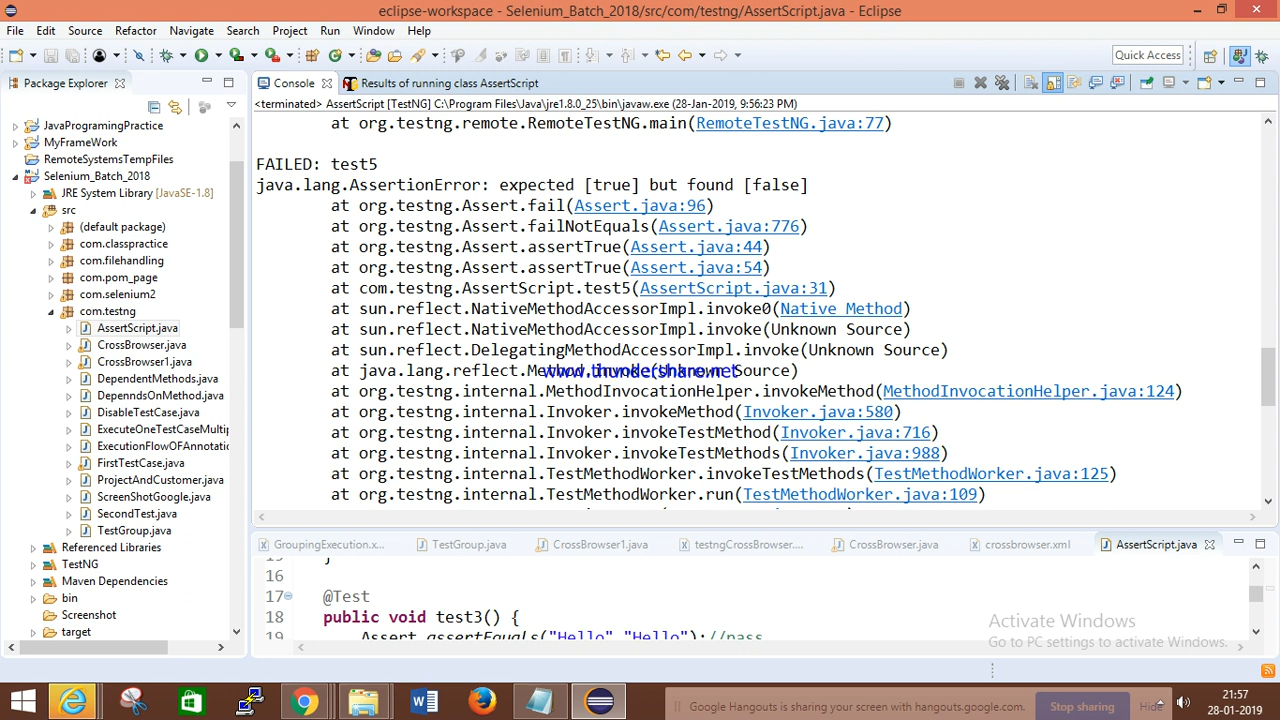 eclipse-workspace - Selenium_Batch_2018/src/com/testng/AssertScript.java - Eclipse
File Edit Source Refactor Navigate Search Project Run Window Help
Quick Access
Package Explorer
JavaProgramingPractice
MyFrameWork
RemoteSystemsTempFiles
Selenium_Batch_2018
JRE System Library [JavaSE-1.8]
src
(default package)
com.classpractice
com.filehandling
com.pom_page
com.selenium2
com.testng
AssertScript.java
CrossBrowser.java
CrossBrowser1.java
DependentMethods.java
DepenndsOnMethod.java
DisableTestCase.java
ExecuteOneTestCaseMultip
ExecutionFlowOFAnnotatio
FirstTestCase.java
ProjectAndCustomer.java
ScreenShotGoogle.java
SecondTest.java
TestGroup.java
Referenced Libraries
TestNG
Maven Dependencies
bin
Screenshot
target
Console Results of running class AssertScript
<terminated> AssertScript [TestNG] C:\Program Files\Java\jre1.8.0_25\bin\javaw.exe (28-Jan-2019, 9:56:23 PM)
at org.testng.remote.RemoteTestNG.main(RemoteTestNG.java:77)
FAILED: test5
java.lang.AssertionError: expected [true] but found [false]
at org.testng.Assert.fail(Assert.java:96)
at org.testng.Assert.failNotEquals(Assert.java:776)
at org.testng.Assert.assertTrue(Assert.java:44)
at org.testng.Assert.assertTrue(Assert.java:54)
at com.testng.AssertScript.test5(AssertScript.java:31)
at sun.reflect.NativeMethodAccessorImpl.invoke0(Native Method)
at sun.reflect.NativeMethodAccessorImpl.invoke(Unknown Source)
at sun.reflect.DelegatingMethodAccessorImpl.invoke(Unknown Source)
at java.lang.reflect. Source)
at org.testng.internal.MethodInvocationHelper.invokeMethod(MethodInvocationHelper.java:124)
at org.testng.internal.Invoker.invokeMethod(Invoker.java:580)
at org.testng.internal.Invoker.invokeTestMethod(Invoker.java:716)
at org.testng.internal.Invoker.invokeTestMethods(Invoker.java:988)
at org.testng.internal.TestMethodWorker.invokeTestMethods(TestMethodWorker.java:125)
at org.testng.internal.TestMethodWorker.run(TestMethodWorker.java:109)
GroupingExecution.x... TestGroup.java CrossBrowser1.java testngCrossBrowser.... CrossBrowser.java crossbrowser.xml AssertScript.java
15 }
16
17 @Test
18 public void test3() {
19 Assert.assertEquals("Hello","Hello");//pass
Activate Windows
Go to PC settings to activate Windows.
Google Hangouts is sharing your screen with hangouts.google.com.
Stop sharing
Hide
21:57
28-01-2019